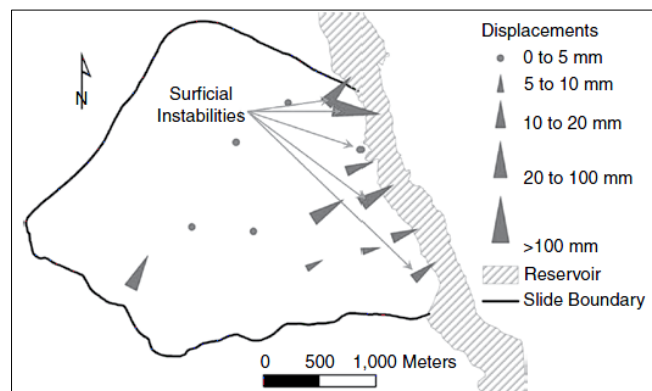 Displacements
0 to 5 mm
5 to 10 mm
10 to 20 mm
20 to 100 mm
>100 mm
Reservoir
Slide Boundary
N
Surficial
Instabilities
0 500 1,000 Meters